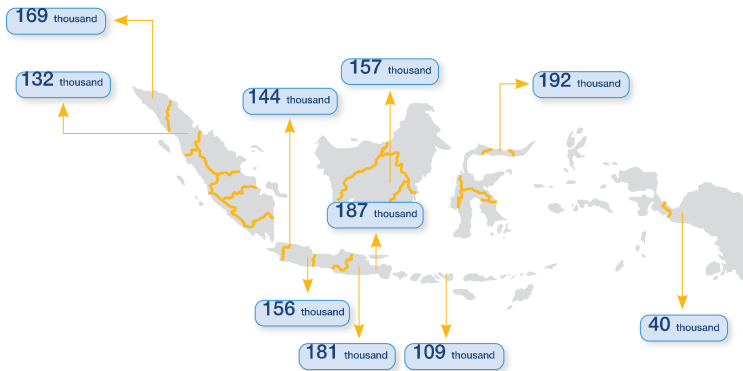 169 thousand
132 thousand
144 thousand
157 thousand
192 thousand
187 thousand
156 thousand
181 thousand
109 thousand
40 thousand